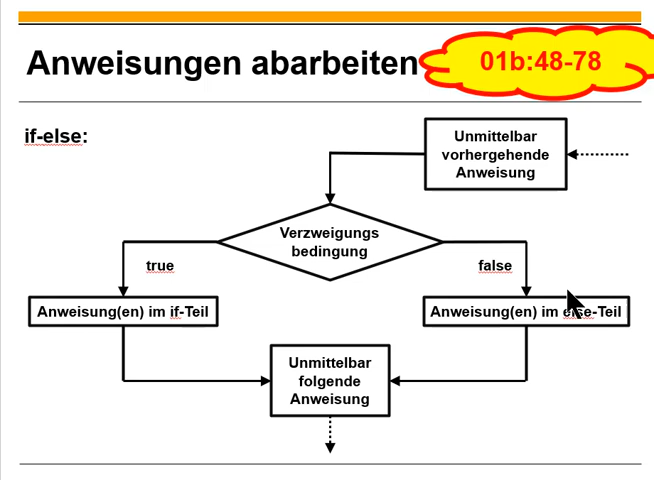 Anweisungen abarbeiten
01b:48-78
if-else:
Unmittelbar
vorhergehende
Anweisung
Verzweigungs
bedingung
true
false
Anweisung(en) im if-Teil
Anweisung(en) im else-Teil
Unmittelbar
folgende
Anweisung